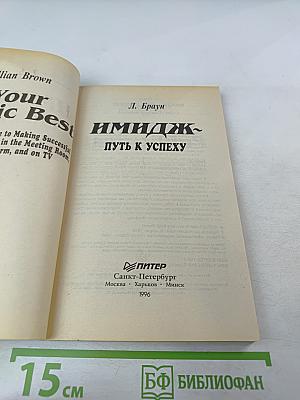 llian Brown
Your
ic Best
e to Making Successful
in the Meeting Room,
rm, and on TV
Л. Браун
ИМИДЖ-
ПУТЬ К УСПЕХУ
ПИТЕР
Санкт-Петербург
Москва • Харьков • Минск
1996
15 СМ
БФ БИБЛИОФАН